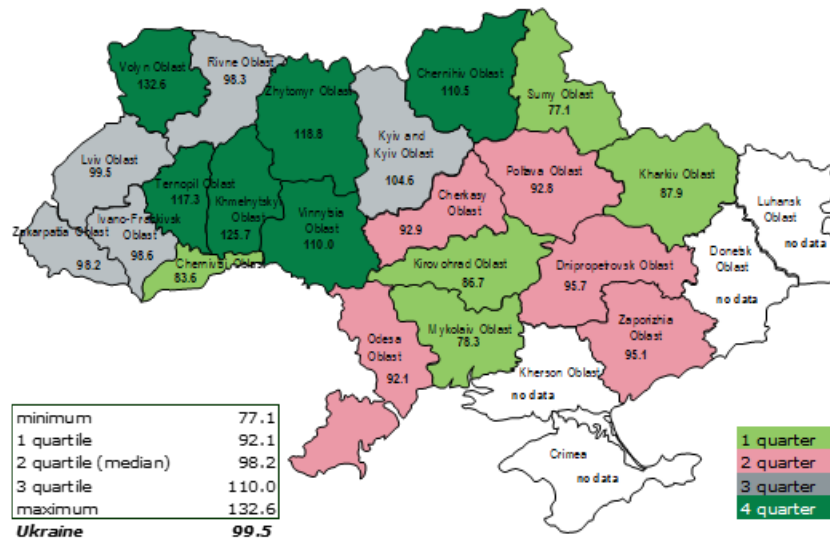 Volyn Oblast
132.6
Rivne Oblast
98.3
Zhytomyr Oblast
118.8
Kyiv and
Kyiv Oblast
104.6
Chernihiv Oblast
110.5
Sumy Oblast
77.1
Lviv Oblast
99.5
Ternopil Oblast
117.3
Khmelnytsky
Oblast
125.7
Vinnytsia
Oblast
110.0
Cherkasy
Oblast
92.9
Poltava Oblast
92.8
Kharkiv Oblast
87.9
Luhansk
Oblast
no data
Zakarpatia Oblast
98.2
Ivano-Frankivsk
Oblast
98.6
Chernivtsi Oblast
83.6
Kirovohrad Oblast
86.7
Dnipropetrovsk Oblast
95.7
Donetsk
Oblast
no data
Odesa
Oblast
92.1
Mykolaiv Oblast
78.3
Zaporizhia
Oblast
95.1
Kherson Oblast
no data
Crimea
no data
minimum 77.1
1 quartile 92.1
2 quartile (median) 98.2
3 quartile 110.0
maximum 132.6
Ukraine 99.5
1 quarter
2 quarter
3 quarter
4 quarter